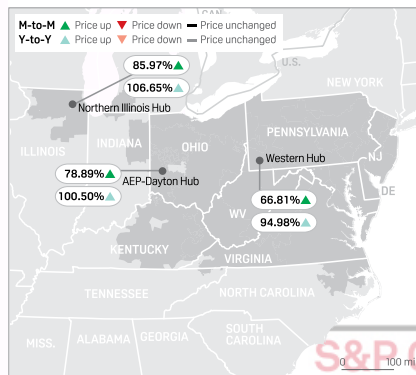 CAN.
M-to-M ▲ Price up ▼ Price down ━ Price unchanged
Y-to-Y ▲ Price up ▼ Price down ━ Price unchanged
U.S.
85.97% ▲
106.65% ▲
NEW YORK
Northern Illinois Hub
PENNSYLVANIA
ILLINOIS
INDIANA
OHIO
Western Hub
NJ
78.89% ▲
AEP-Dayton Hub
100.50% ▲
DE
66.81% ▲
WV
94.98% ▲
KENTUCKY
VIRGINIA
TENNESSEE
NORTH CAROLINA
MISS.
ALABAMA
GEORGIA
SOUTH
CAROLINA
S&P G
0 100 mi